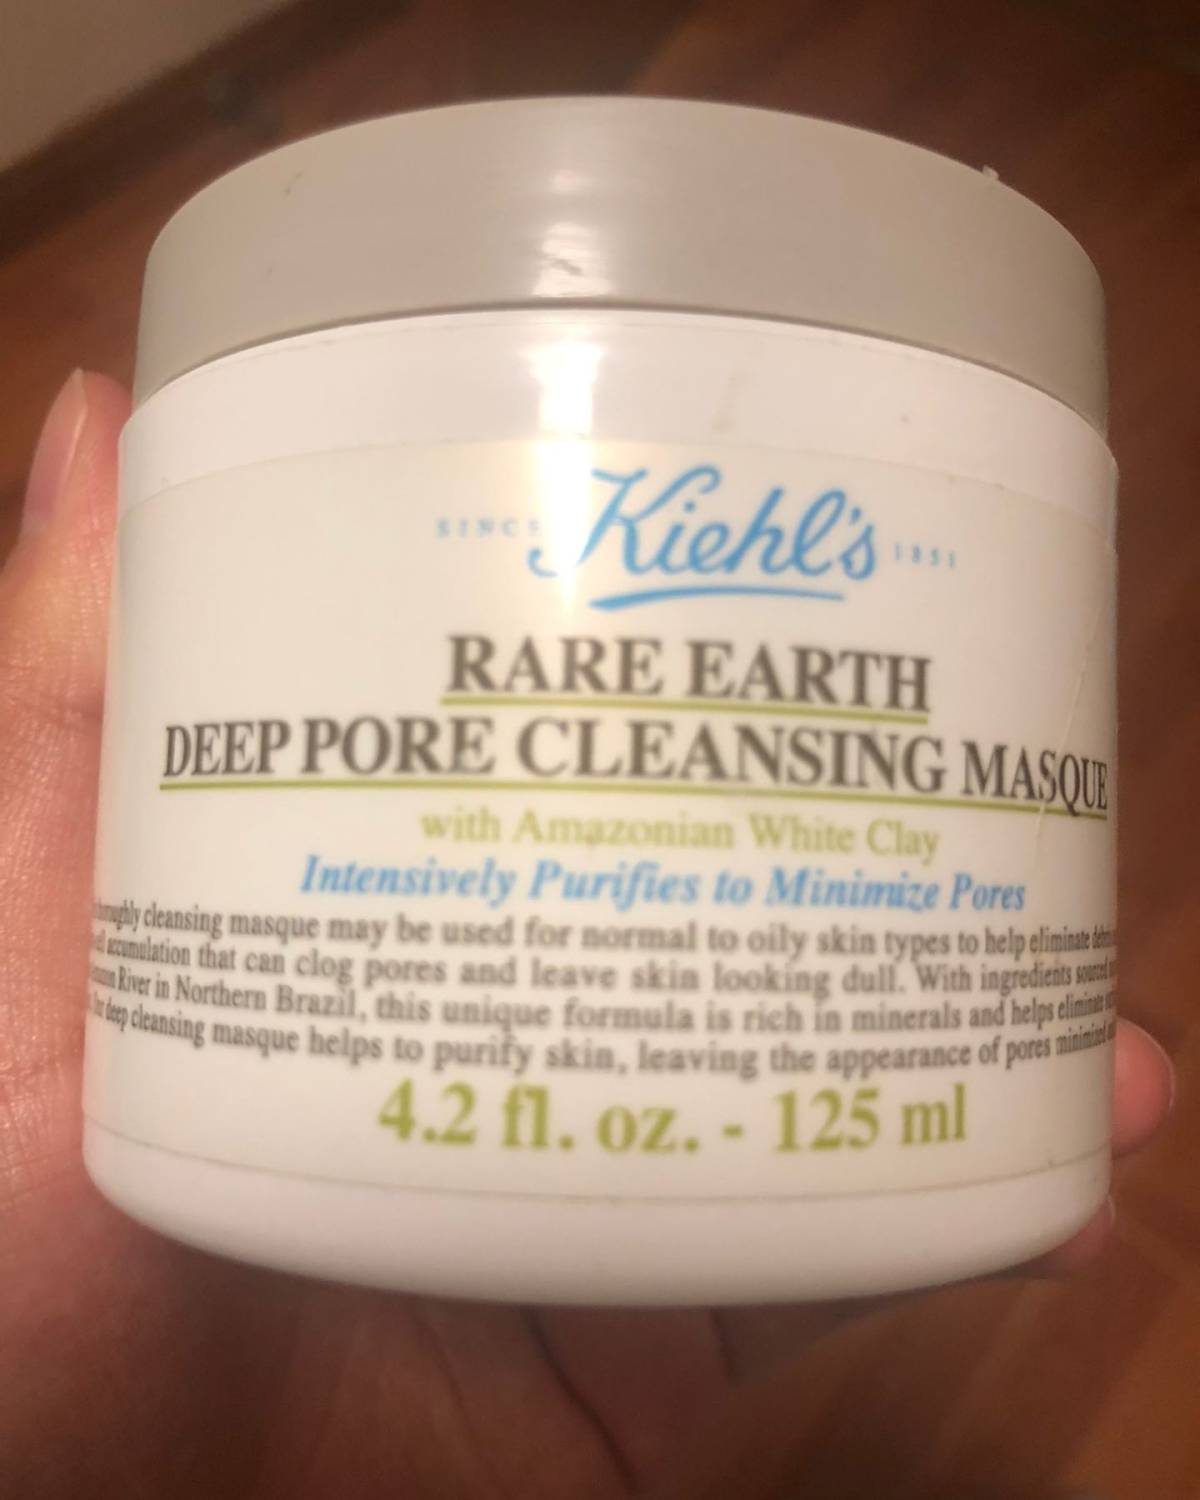 SINCE Kiehl's 1851
RARE EARTH
DEEP PORE CLEANSING MASQUE
with Amazonian White Clay
Intensively Purifies to Minimize Pores
cleansing masque may be used for normal to oily skin types to help eliminate
accumulation that can clog pores and leave skin looking dull. With ingredients sourced
River in Northern Brazil, this unique formula is rich in minerals and helps eliminate
deep cleansing masque helps to purify skin, leaving the appearance of pores minimized
4.2 fl. oz. - 125 ml